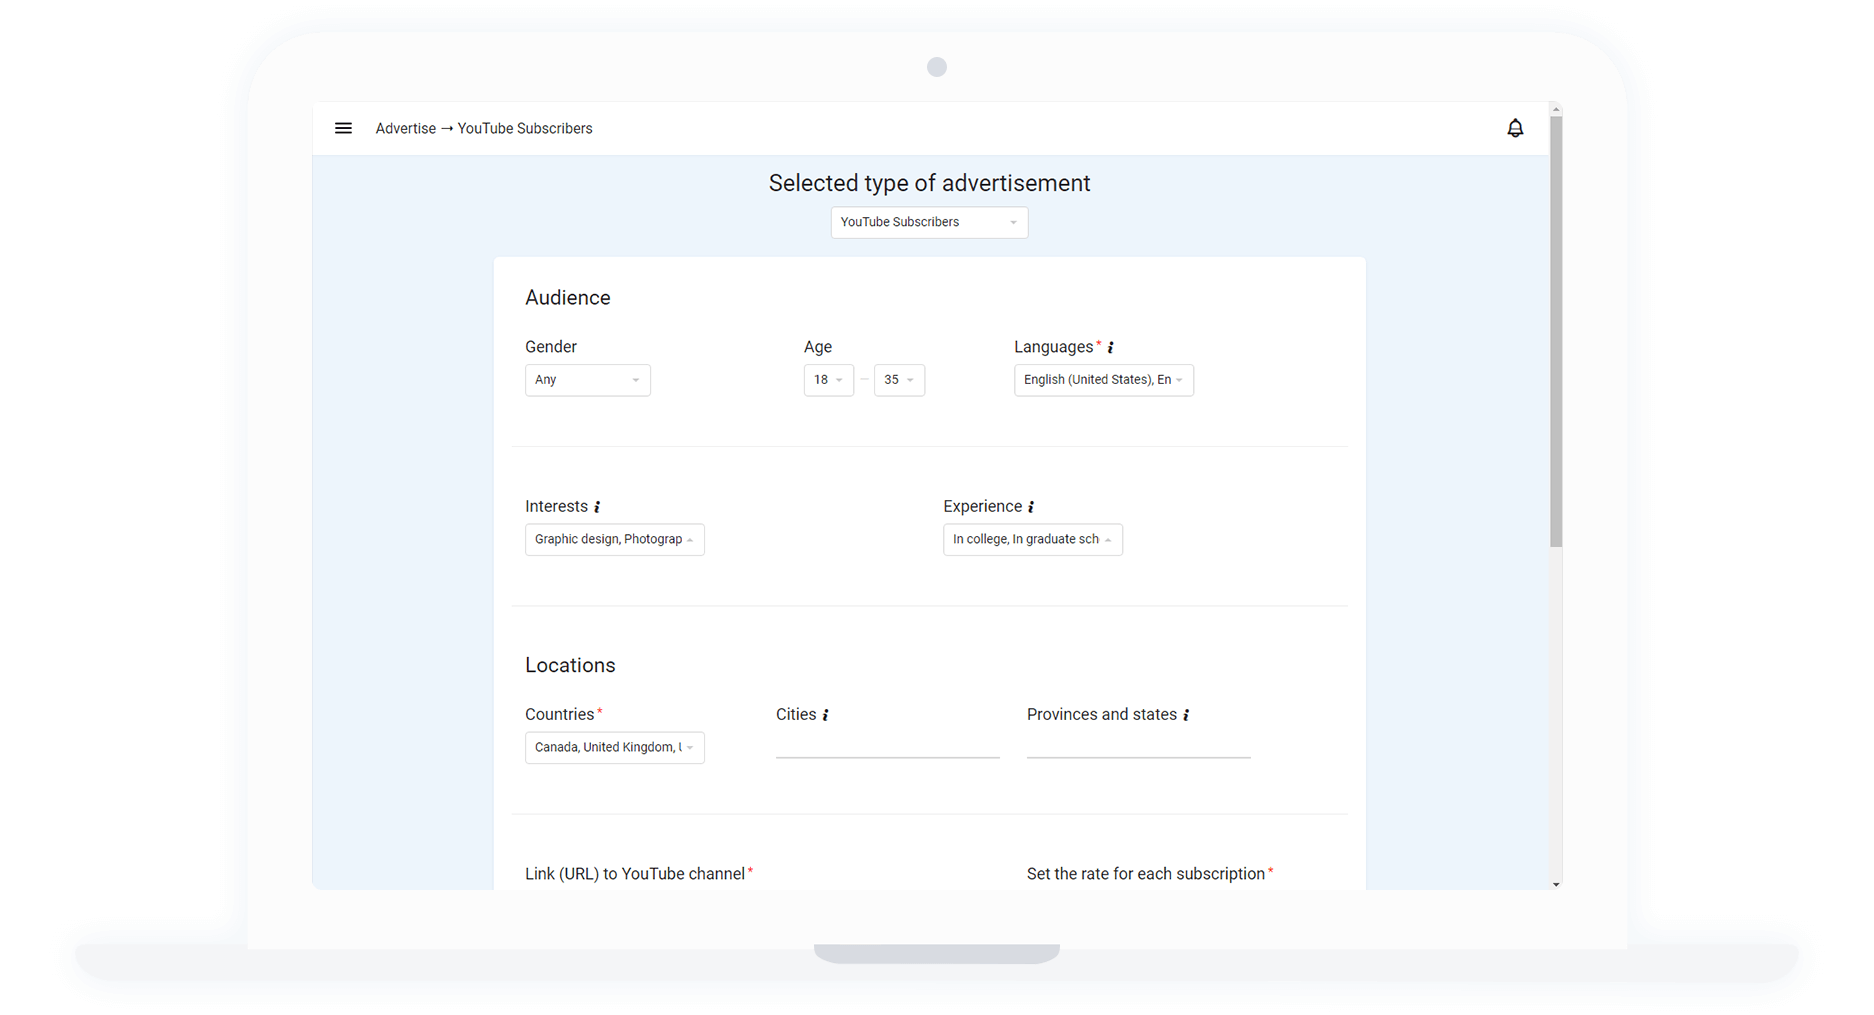 Advertise → YouTube Subscribers
Selected type of advertisement
YouTube Subscribers
Audience
Gender Age Languages* i
Any 18 – 35 English (United States), En
Interests i Experience i
Graphic design, Photograp In college, In graduate sch
Locations
Countries* Cities i Provinces and states i
Canada, United Kingdom, U
Link (URL) to YouTube channel* Set the rate for each subscription*